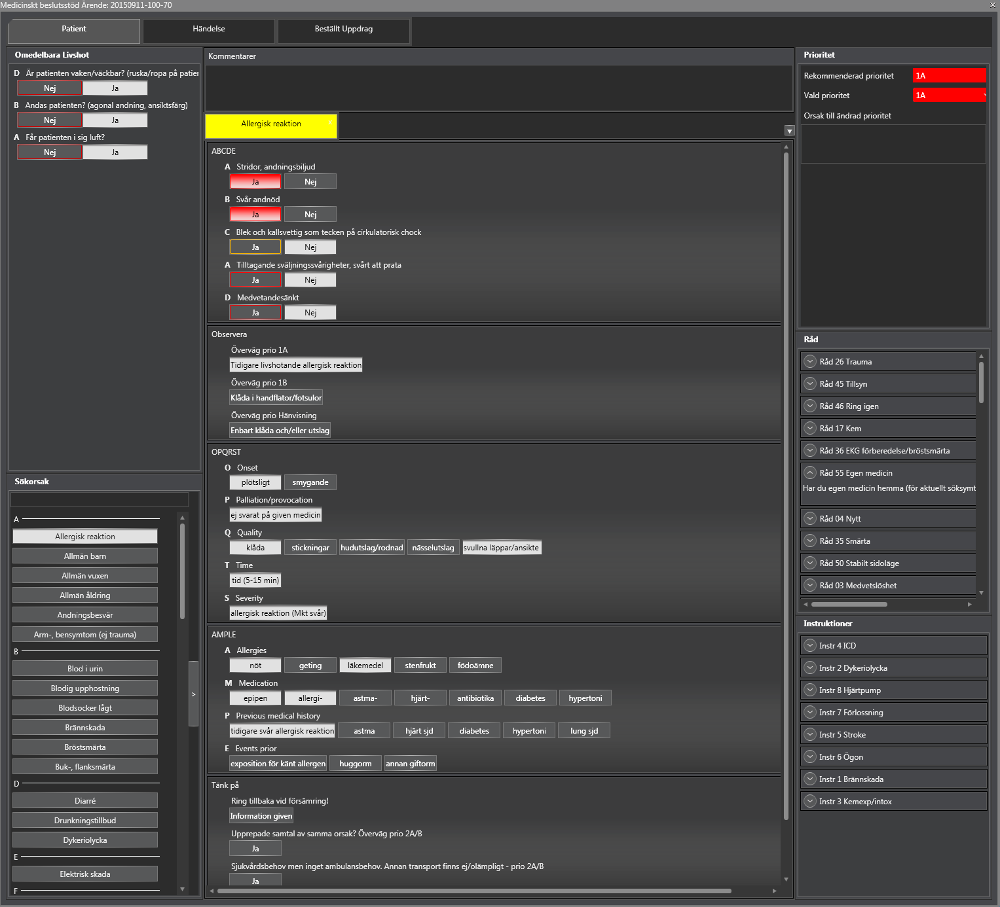 Medicinskt beslutsstöd Ärende: 20150911-100-70
Patient
Händelse
Beställt Uppdrag
Omedelbara Livshot
D Är patienten vaken/väckbar? (ruska/ropa på patien
Nej Ja
B Andas patienten? (agonal andning, ansiktsfärg)
Nej Ja
A Får patienten i sig luft?
Nej Ja
Sökorsak
A
Allergisk reaktion
Allmän barn
Allmän vuxen
Allmän åldring
Andningsbesvär
Arm-, bensymtom (ej trauma)
B
Blod i urin
Blodig upphostning
Blodsocker lågt
Brännskada
Bröstsmärta
Buk-, flanksmärta
D
Diarré
Drunkningstillbud
Dykeriolycka
E
Elektrisk skada
F
>
Kommentarer
Allergisk reaktion
ABCDE
A Stridor, andningsbiljud
Ja Nej
B Svår andnöd
Ja Nej
C Blek och kallsvettig som tecken på cirkulatorisk chock
Ja Nej
A Tilltagande sväljningssvårigheter, svårt att prata
Ja Nej
D Medvetandesänkt
Ja Nej
Observera
Överväg prio 1A
Tidigare livshotande allergisk reaktion
Överväg prio 1B
Klåda i handflator/fotsulor
Överväg prio Hänvisning
Enbart klåda och/eller utslag
OPQRST
O Onset
plötsligt smygande
P Palliation/provocation
ej svarat på given medicin
Q Quality
klåda stickningar hudutslag/rodnad nässelutslag svullna läppar/ansikte
T Time
tid (5-15 min)
S Severity
allergisk reaktion (Mkt svår)
AMPLE
A Allergies
nöt geting läkemedel stenfrukt födoämne
M Medication
epipen allergi- astma- hjärt- antibiotika diabetes hypertoni
P Previous medical history
tidigare svår allergisk reaktion astma hjärt sjd diabetes hypertoni lung sjd
E Events prior
exposition för känt allergen huggorm annan giftorm
Tänk på
Ring tillbaka vid försämring!
Information given
Upprepade samtal av samma orsak? Överväg prio 2A/B
Ja
Sjukvårdsbehov men inget ambulansbehov. Annan transport finns ej/olämpligt - prio 2A/B
Ja
Prioritet
Rekommenderad prioritet 1A
Vald prioritet 1A
Orsak till ändrad prioritet
Råd
Råd 26 Trauma
Råd 45 Tillsyn
Råd 46 Ring igen
Råd 17 Kem
Råd 36 EKG förberedelse/bröstsmärta
Råd 55 Egen medicin
Har du egen medicin hemma (för aktuellt söksymt
Råd 04 Nytt
Råd 35 Smärta
Råd 50 Stabilt sidoläge
Råd 03 Medvetslöshet
Instruktioner
Instr 4 ICD
Instr 2 Dykeriolycka
Instr 8 Hjärtpump
Instr 7 Förlossning
Instr 5 Stroke
Instr 6 Ögon
Instr 1 Brännskada
Instr 3 Kemexp/intox